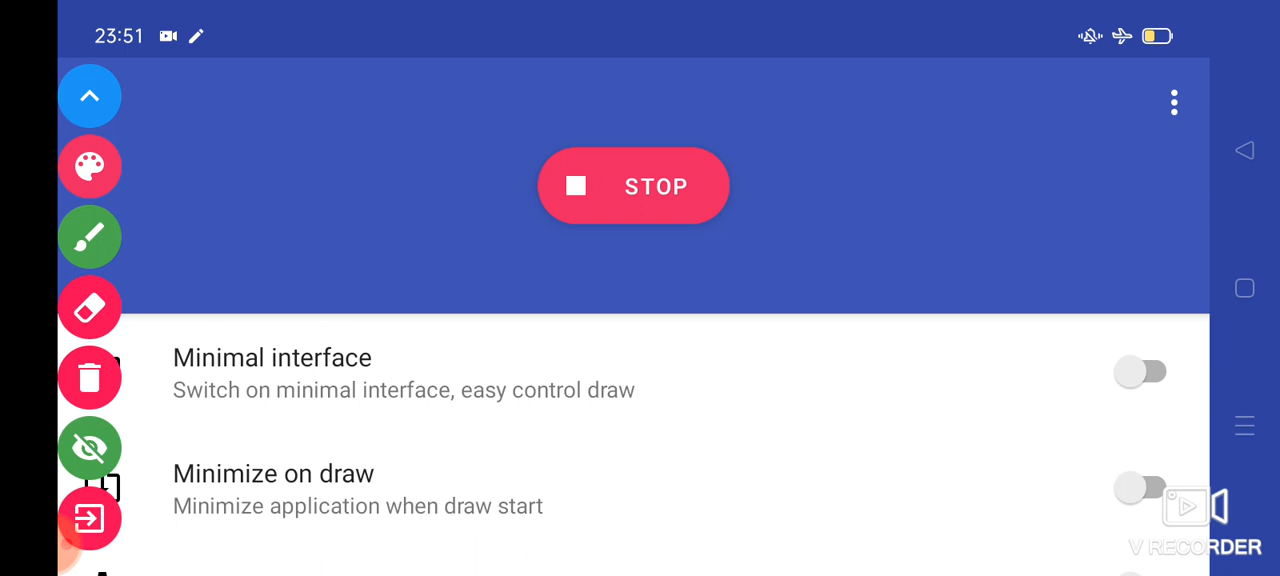 23:51
STOP
Minimal interface
Switch on minimal interface, easy control draw
Minimize on draw
Minimize application when draw start
V RECORDER